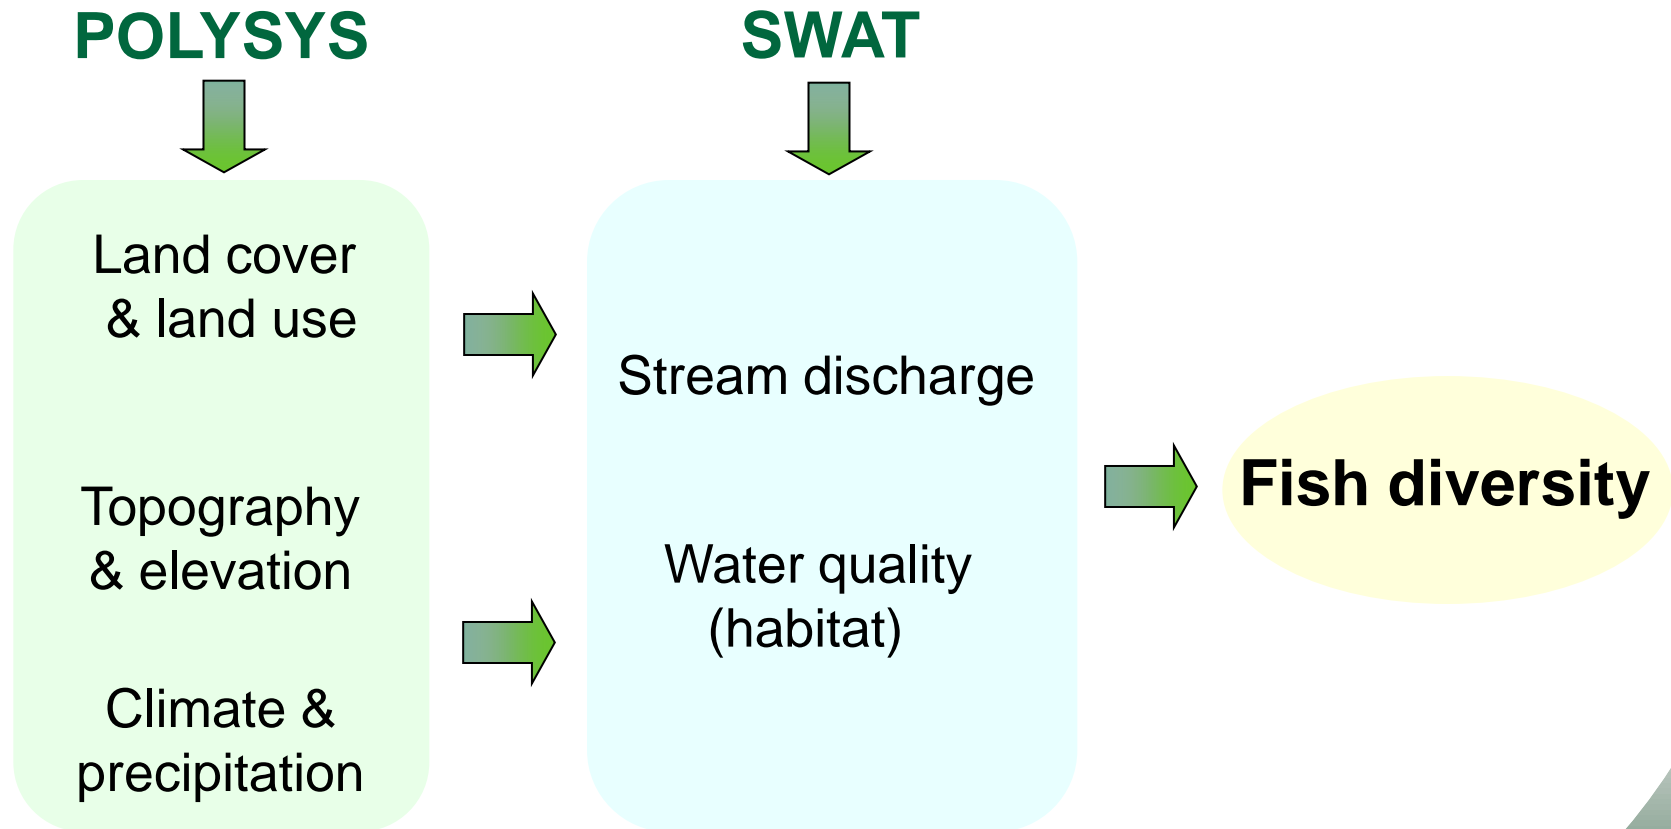 POLYSYS
SWAT
Land cover
& land use
Topography
& elevation
Climate &
precipitation
Stream discharge
Water quality
(habitat)
Fish diversity